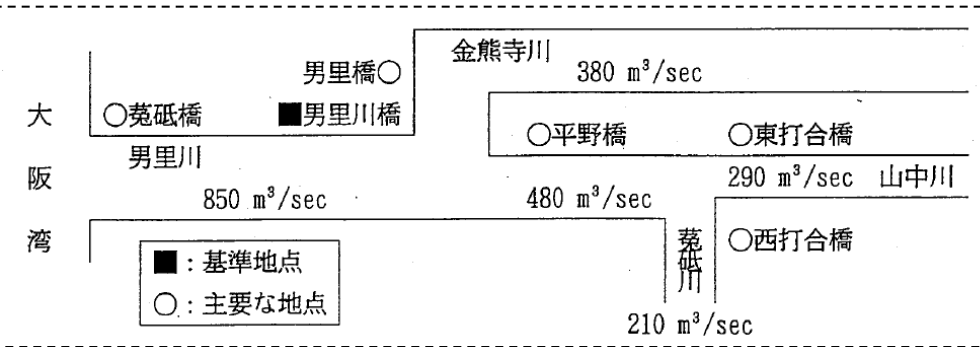 金熊寺川
380 m³/sec
男里橋
大阪湾
菟砥橋
■男里川橋
○平野橋
○東打合橋
男里川
290 m³/sec 山中川
850 m³/sec
480 m³/sec
菟砥川
○西打合橋
■：基準地点
○：主要な地点
210 m³/sec